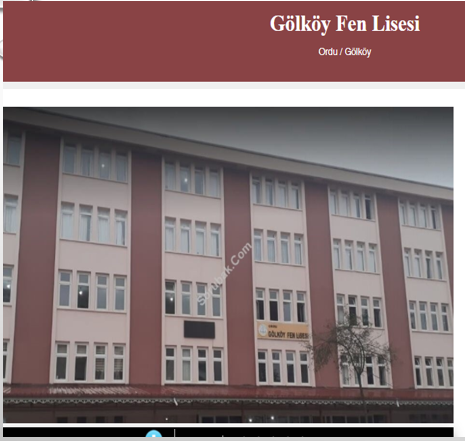 Gölköy Fen Lisesi
Ordu / Gölköy
GÖLKÖY FEN LİSESİ